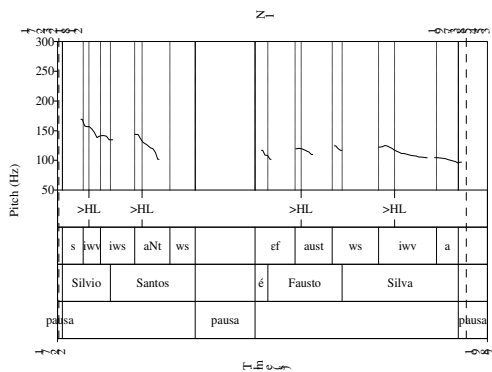 300
250
200
150
100
50
Pitch (Hz)
>HL >HL >HL >HL
s iwv iws aNt ws εf aust ws iwv a
Silvio Santos é Fausto Silva
pausa pausa pausa